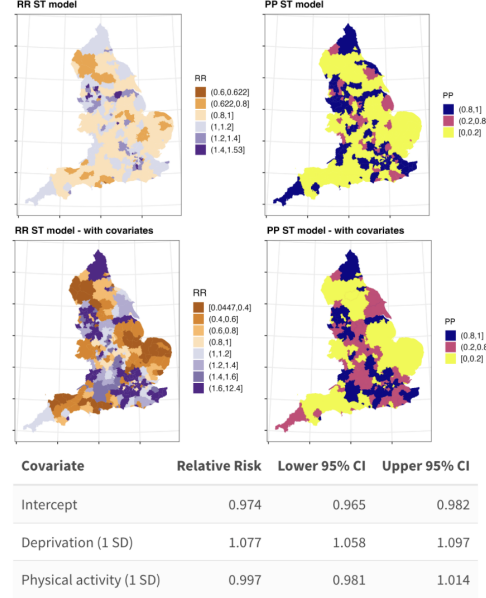 RR ST model
PP ST model
RR
(0.6,0.622]
(0.622,0.8]
(0.8,1]
(1,1.2]
(1.2,1.4]
(1.4,1.53]
PP
(0.8,1]
(0.2,0.8
[0,0.2]
RR ST model - with covariates
PP ST model - with covariates
RR
[0.0447,0.4]
(0.4,0.6]
(0.6,0.8]
(0.8,1]
(1,1.2]
(1.2,1.4]
(1.4,1.6]
(1.6,12.4]
PP
(0.8,1]
(0.2,0.8
[0,0.2]
Covariate Relative Risk Lower 95% CI Upper 95% CI
Intercept 0.974 0.965 0.982
Deprivation (1 SD) 1.077 1.058 1.097
Physical activity (1 SD) 0.997 0.981 1.014